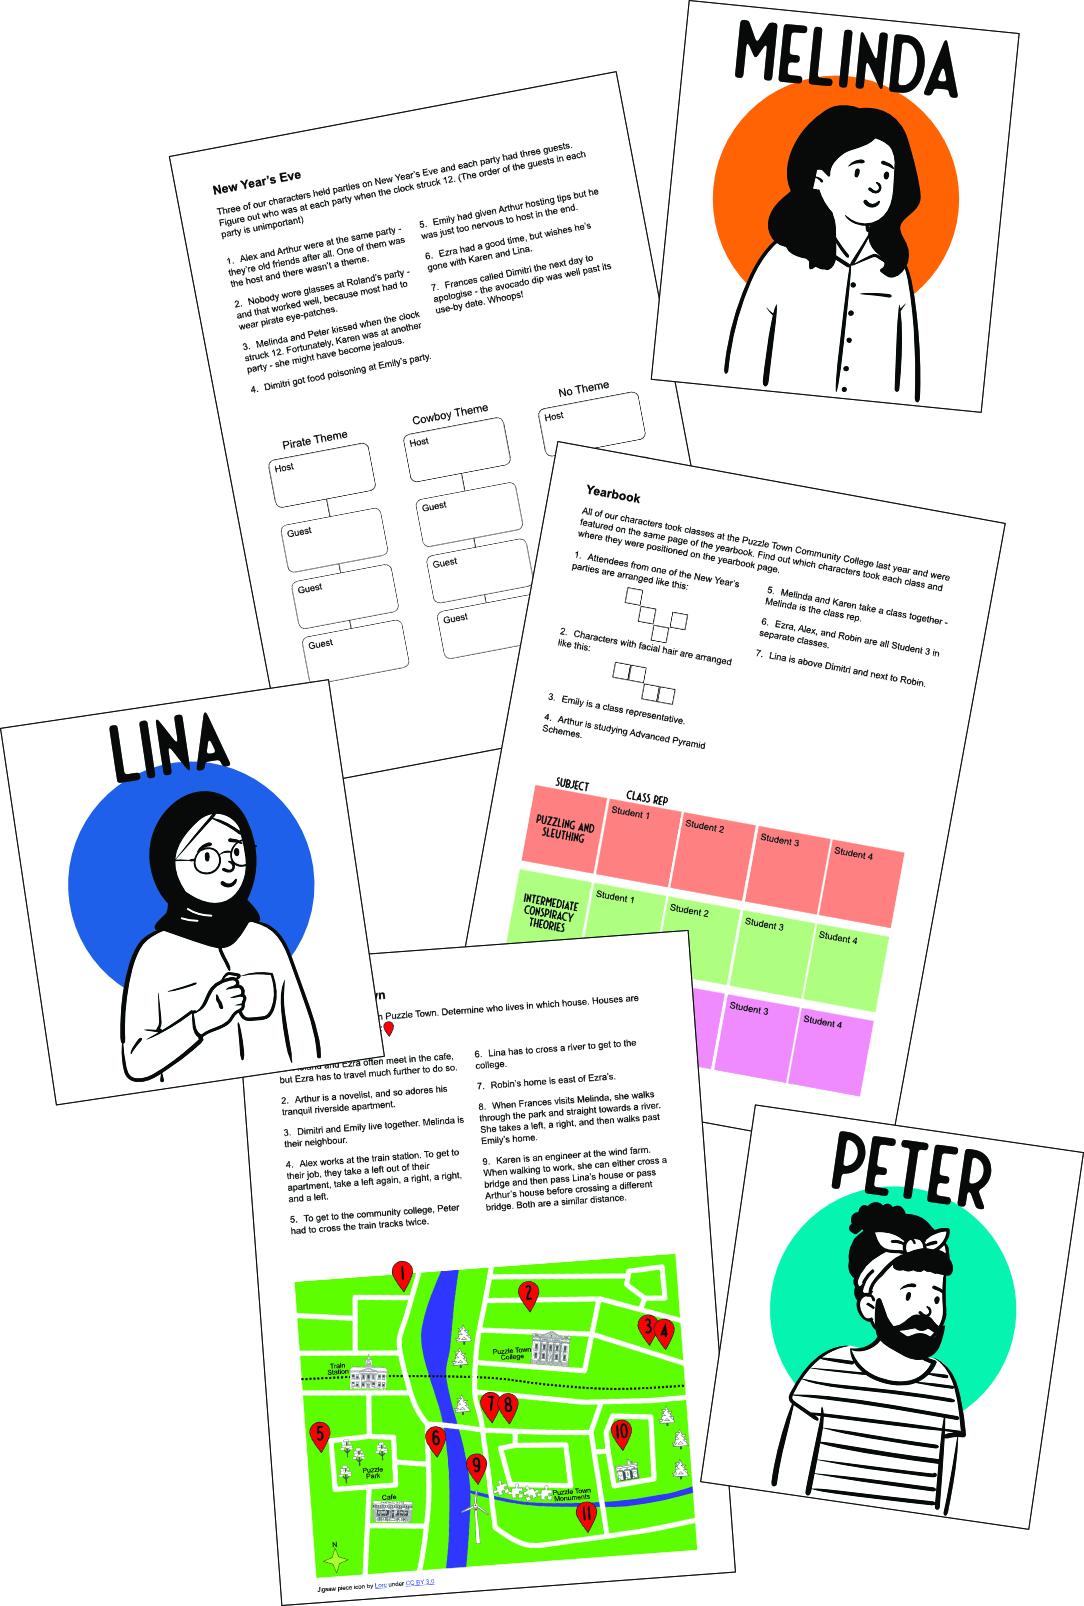 MELINDA
New Year's Eve
Three of our characters held parties on New Year's Eve and each party had three guests.
Figure out who was at each party when the clock struck 12. (The order of the guests in each
party is unimportant)
1. Alex and Arthur were at the same party -
they're old friends after all. One of them was
the host and there wasn't a theme.
2. Nobody wore glasses at Roland's party -
and that worked well, because most had to
wear pirate eye-patches.
3. Melinda and Peter kissed when the clock
struck 12. Fortunately, Karen was at another
party - she might have become jealous.
4. Dimitri got food poisoning at Emily's party.
5. Emily had given Arthur hosting tips but he
was just too nervous to host in the end.
6. Ezra had a good time, but wishes he's
gone with Karen and Lina.
7. Frances called Dimitri the next day to
apologise - the avocado dip was well past its
use-by date. Whoops!
Pirate Theme
Host
Guest
Guest
Guest
Cowboy Theme
Host
Guest
Guest
Guest
No Theme
Host
Yearbook
All of our characters took classes at the Puzzle Town Community College last year and were
featured on the same page of the yearbook. Find out which characters took each class and
where they were positioned on the yearbook page.
1. Attendees from one of the New Year's
parties are arranged like this:
2. Characters with facial hair are arranged
like this:
3. Emily is a class representative.
4. Arthur is studying Advanced Pyramid
Schemes.
5. Melinda and Karen take a class together -
Melinda is the class rep.
6. Ezra, Alex, and Robin are all Student 3 in
separate classes.
7. Lina is above Dimitri and next to Robin.
SUBJECT
CLASS REP
PUZZLING AND
SLEUTHING
Student 1
Student 2
Student 3
Student 4
INTERMEDIATE
CONSPIRACY
THEORIES
Student 1
Student 2
Student 3
Student 4
Student 3
Student 4
LINA
Puzzle Town. Determine who lives in which house. Houses are
and Ezra often meet in the cafe,
but Ezra has to travel much further to do so.
2. Arthur is a novelist, and so adores his
tranquil riverside apartment.
3. Dimitri and Emily live together. Melinda is
their neighbour.
4. Alex works at the train station. To get to
their job, they take a left out of their
apartment, take a left again, a right, a right,
and a left.
5. To get to the community college, Peter
had to cross the train tracks twice.
6. Lina has to cross a river to get to the
college.
7. Robin's home is east of Ezra's.
8. When Frances visits Melinda, she walks
through the park and straight towards a river.
She takes a left, a right, and then walks past
Emily's home.
9. Karen is an engineer at the wind farm.
When walking to work, she can either cross a
bridge and then pass Lina's house or pass
Arthur's house before crossing a different
bridge. Both are a similar distance.
1
2
3
4
Puzzle Town
College
Train
Station
5
6
7
8
9
10
11
Puzzle
Park
Cafe
Puzzle Town
Monuments
N
Jigsaw piece icon by Lorc under CC BY 3.0
PETER